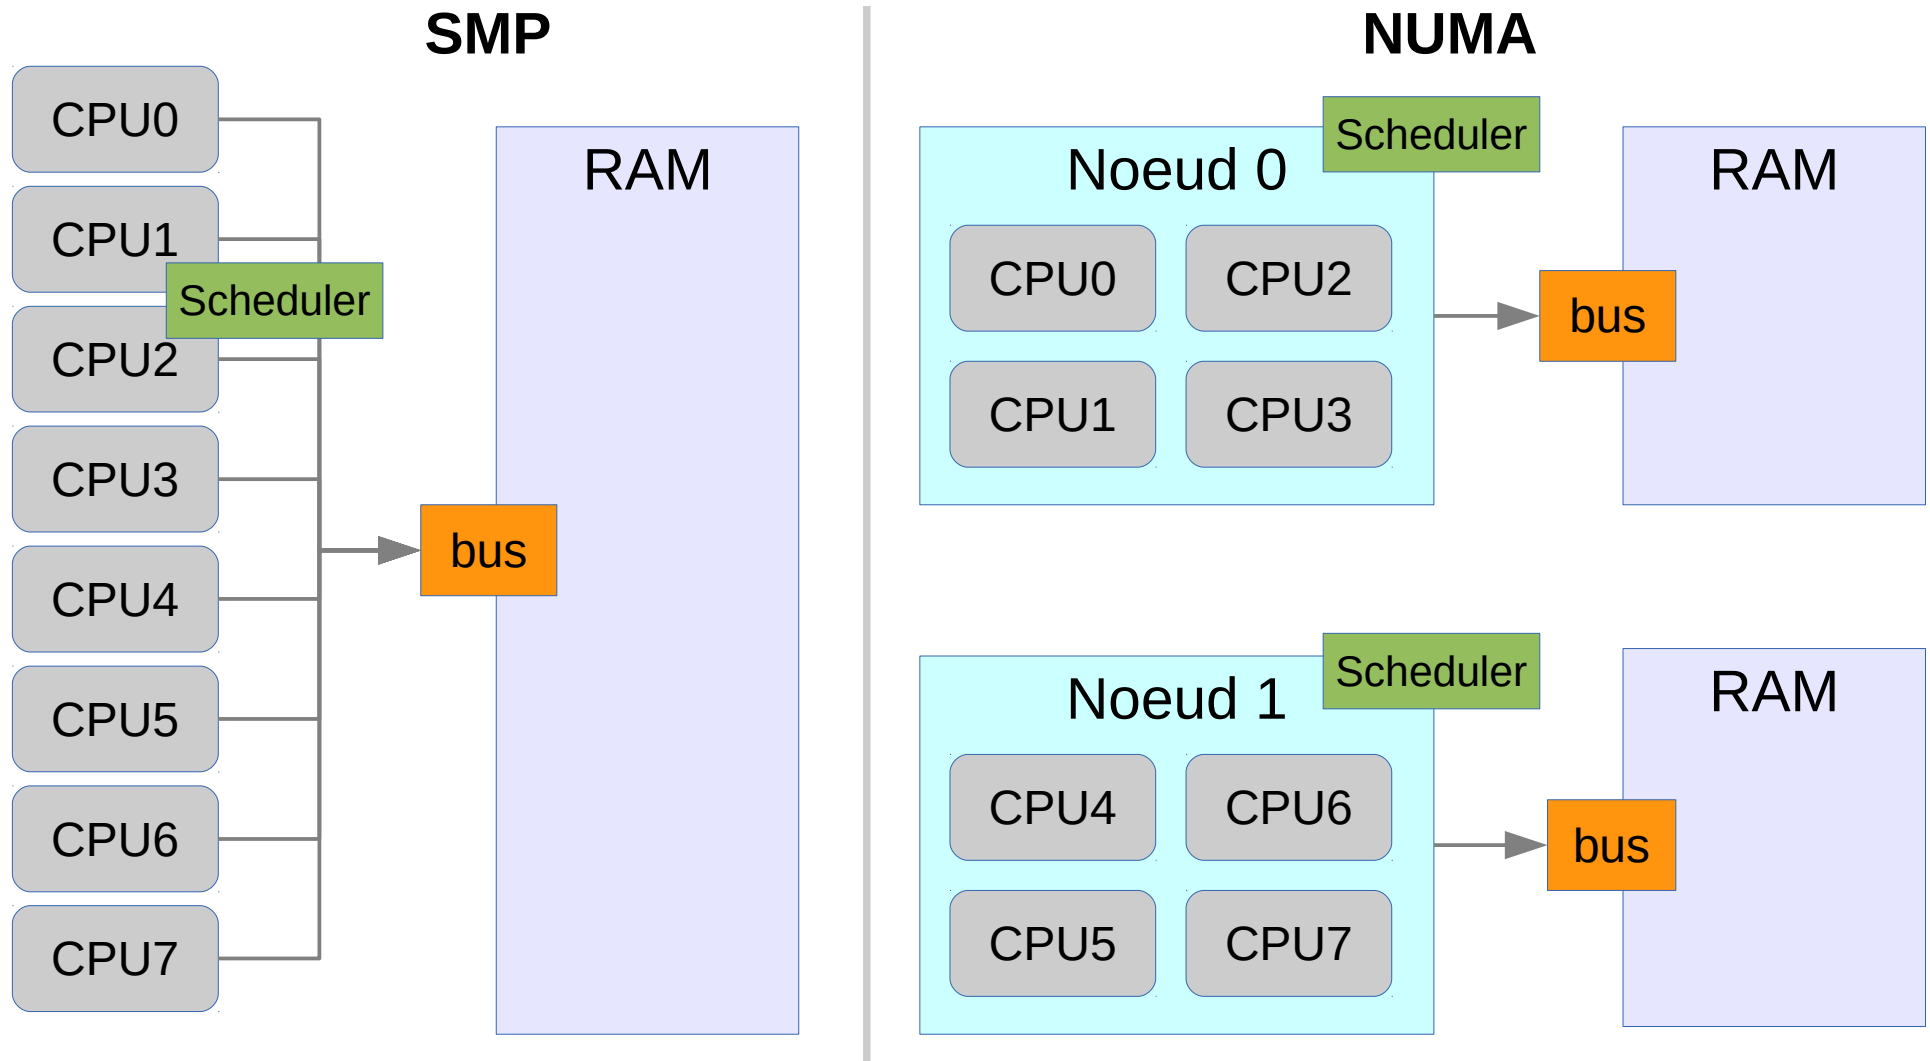 SMP
CPU0
CPU1
Scheduler
CPU2
CPU3
CPU4
CPU5
CPU6
CPU7
RAM
bus
NUMA
Noeud 0
Scheduler
CPU0
CPU2
CPU1
CPU3
bus
RAM
Noeud 1
Scheduler
CPU4
CPU6
CPU5
CPU7
bus
RAM